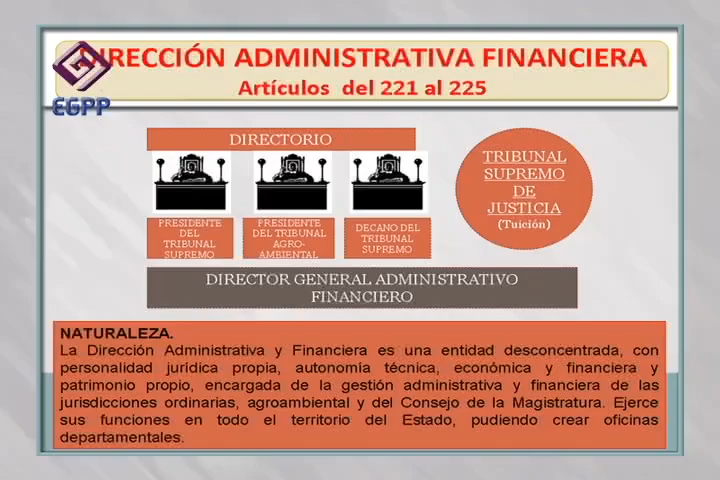 DIRECCIÓN ADMINISTRATIVA FINANCIERA
Artículos del 221 al 225
EGPP
DIRECTORIO
PRESIDENTE
DEL
TRIBUNAL
SUPREMO
PRESIDENTE
DEL TRIBUNAL
AGRO-
AMBIENTAL
DECANO DEL
TRIBUNAL
SUPREMO
TRIBUNAL
SUPREMO
DE
JUSTICIA
(Tuición)
DIRECTOR GENERAL ADMINISTRATIVO
FINANCIERO
NATURALEZA.
La Dirección Administrativa y Financiera es una entidad desconcentrada, con
personalidad jurídica propia, autonomía técnica, económica y financiera y
patrimonio propio, encargada de la gestión administrativa y financiera de las
jurisdicciones ordinarias, agroambiental y del Consejo de la Magistratura. Ejerce
sus funciones en todo el territorio del Estado, pudiendo crear oficinas
departamentales.